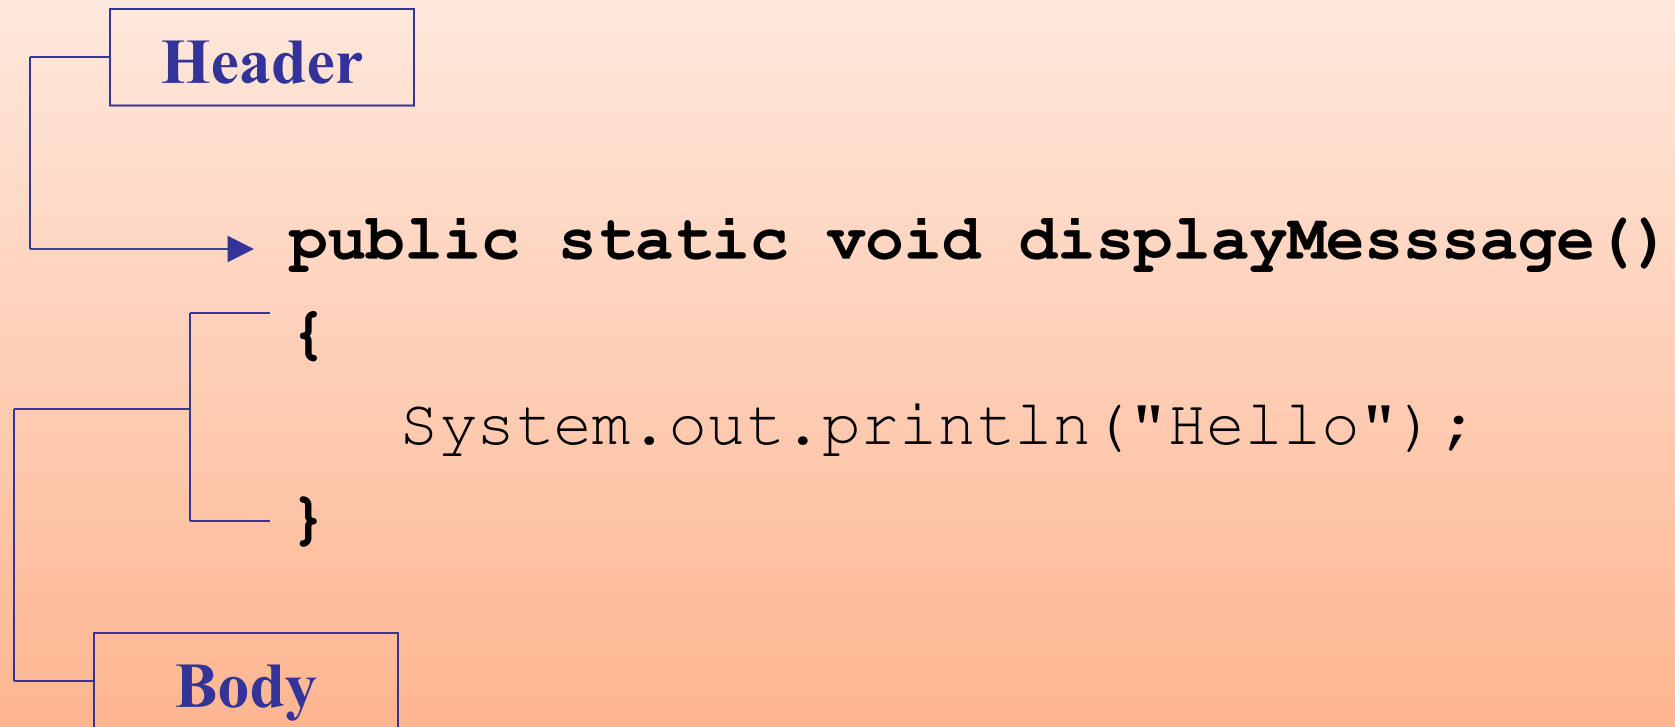 Header
public static void displayMesssage()
{
System.out.println("Hello");
}
Body